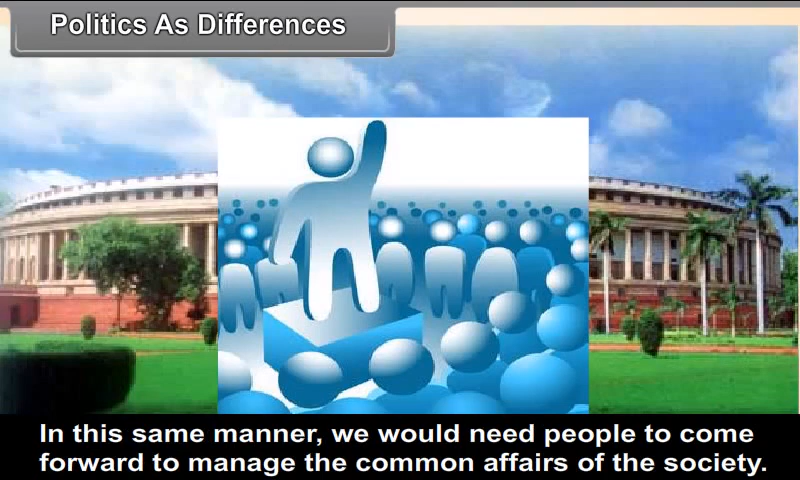 Politics As Differences
In this same manner, we would need people to come
forward to manage the common affairs of the society.